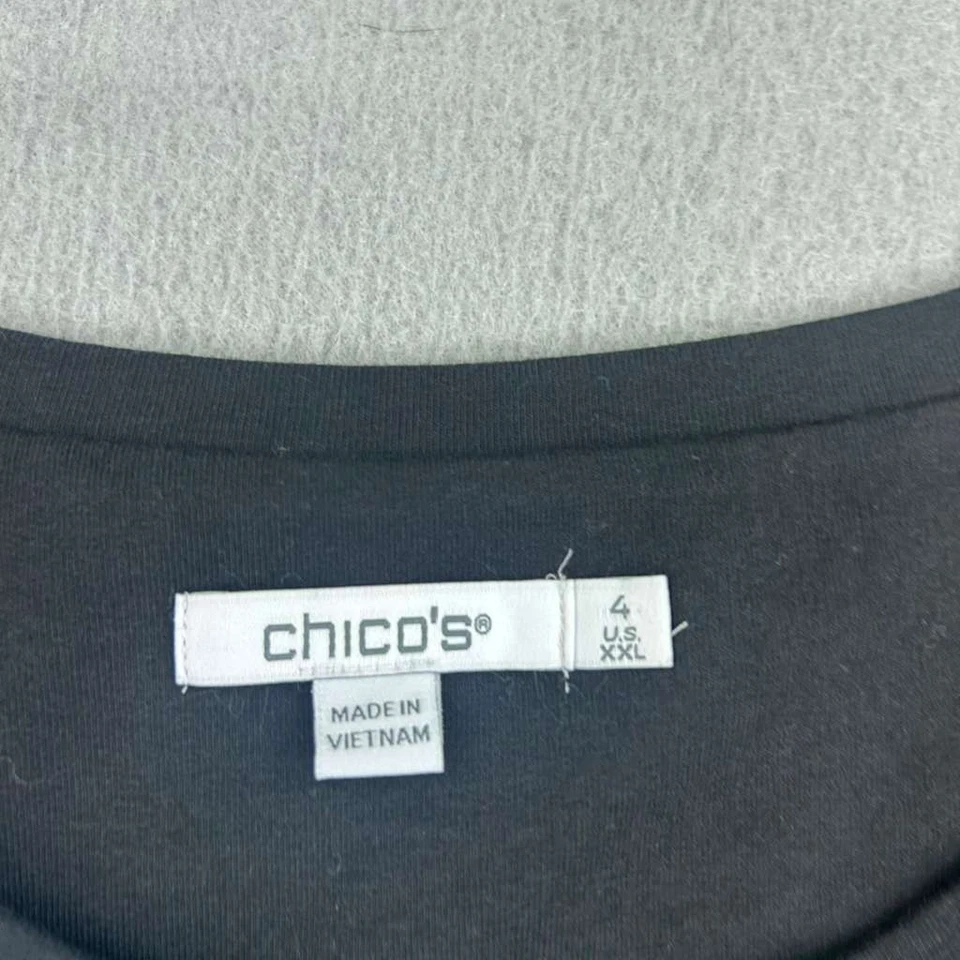 chico's®
4
U.S.
XXL
MADE IN
VIETNAM